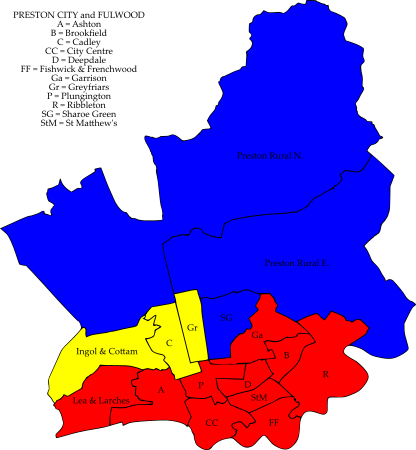 PRESTON CITY and FULWOOD
A = Ashton
B = Brookfield
C = Cadley
CC = City Centre
D = Deepdale
FF = Fishwick & Frenchwood
Ga = Garrison
Gr = Greyfriars
P = Plungington
R = Ribbleton
SG = Sharoe Green
StM = St Matthew's
Preston Rural N.
Preston Rural E.
SG
Gr
Ga
C
Ingol & Cottam
B
R
P
D
A
StM
Lea & Larches
CC
FF